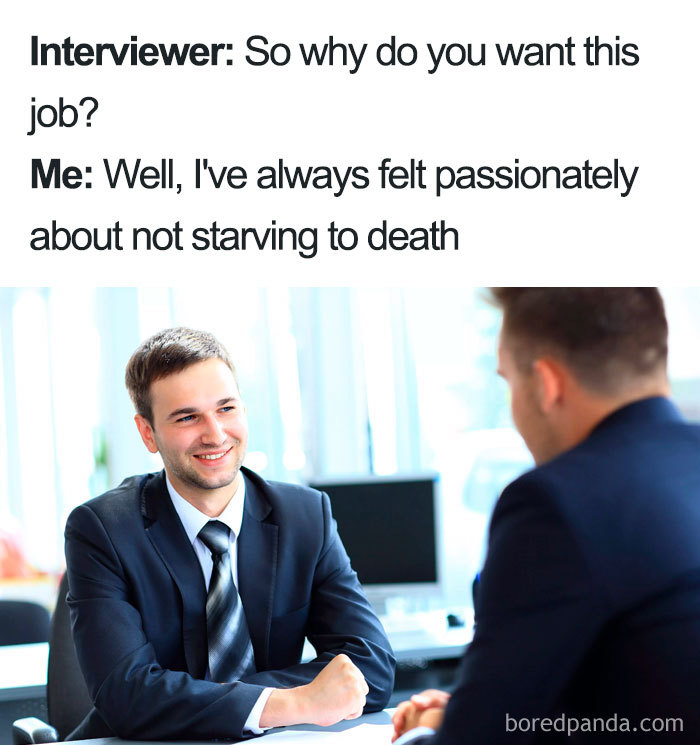 Interviewer: So why do you want this
job?
Me: Well, I've always felt passionately
about not starving to death
boredpanda.com